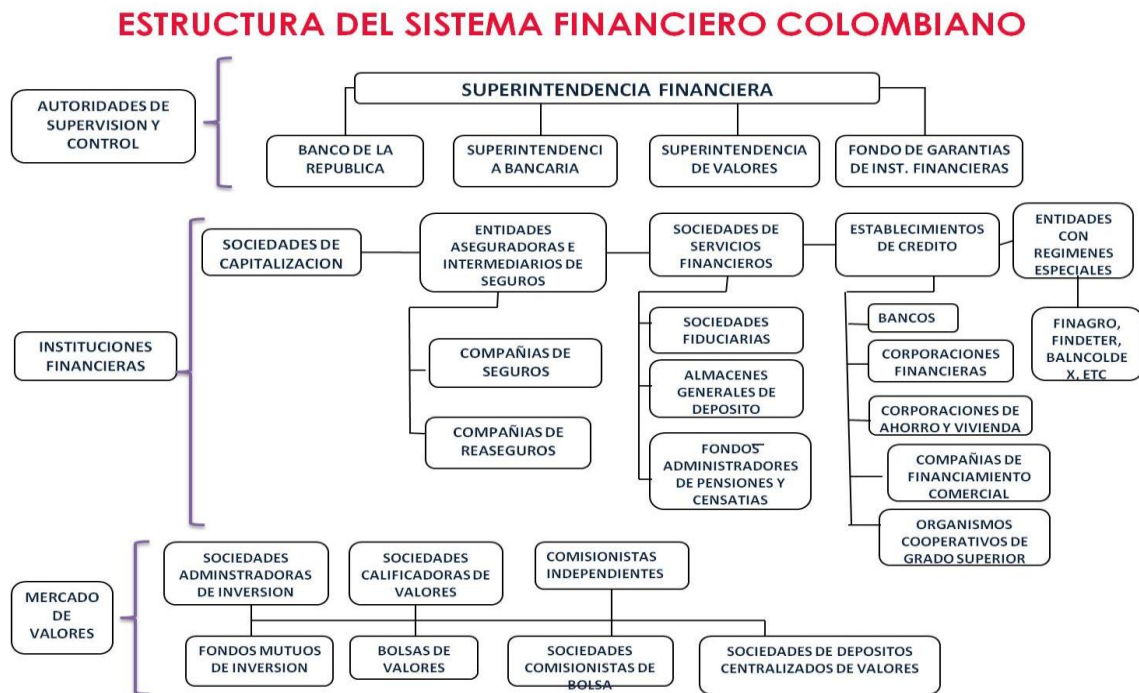 ESTRUCTURA DEL SISTEMA FINANCIERO COLOMBIANO
AUTORIDADES DE
SUPERVISION Y
CONTROL
SUPERINTENDENCIA FINANCIERA
BANCO DE LA
REPUBLICA
SUPERINTENDENCI
A BANCARIA
SUPERINTENDENCIA
DE VALORES
FONDO DE GARANTIAS
DE INST. FINANCIERAS
INSTITUCIONES
FINANCIERAS
SOCIEDADES DE
CAPITALIZACION
ENTIDADES
ASEGURADORAS E
INTERMEDIARIOS DE
SEGUROS
COMPAÑIAS DE
SEGUROS
COMPAÑIAS DE
REASEGUROS
SOCIEDADES DE
SERVICIOS
FINANCIEROS
SOCIEDADES
FIDUCIARIAS
ALMACENES
GENERALES DE
DEPOSITO
FONDOS
ADMINISTRADORES
DE PENSIONES Y
CENSATIAS
ESTABLECIMIENTOS
DE CREDITO
BANCOS
CORPORACIONES
FINANCIERAS
CORPORACIONES DE
AHORRO Y VIVIENDA
COMPAÑIAS DE
FINANCIAMIENTO
COMERCIAL
ORGANISMOS
COOPERATIVOS DE
GRADO SUPERIOR
ENTIDADES
CON
REGIMENES
ESPECIALES
FINAGRO,
FINDETER,
BALNCOLDE
X, ETC
MERCADO
DE
VALORES
SOCIEDADES
ADMINSTRADORAS
DE INVERSION
SOCIEDADES
CALIFICADORAS DE
VALORES
COMISIONISTAS
INDEPENDIENTES
FONDOS MUTUOS
DE INVERSION
BOLSAS DE
VALORES
SOCIEDADES
COMISIONISTAS DE
BOLSA
SOCIEDADES DE DEPOSITOS
CENTRALIZADOS DE VALORES